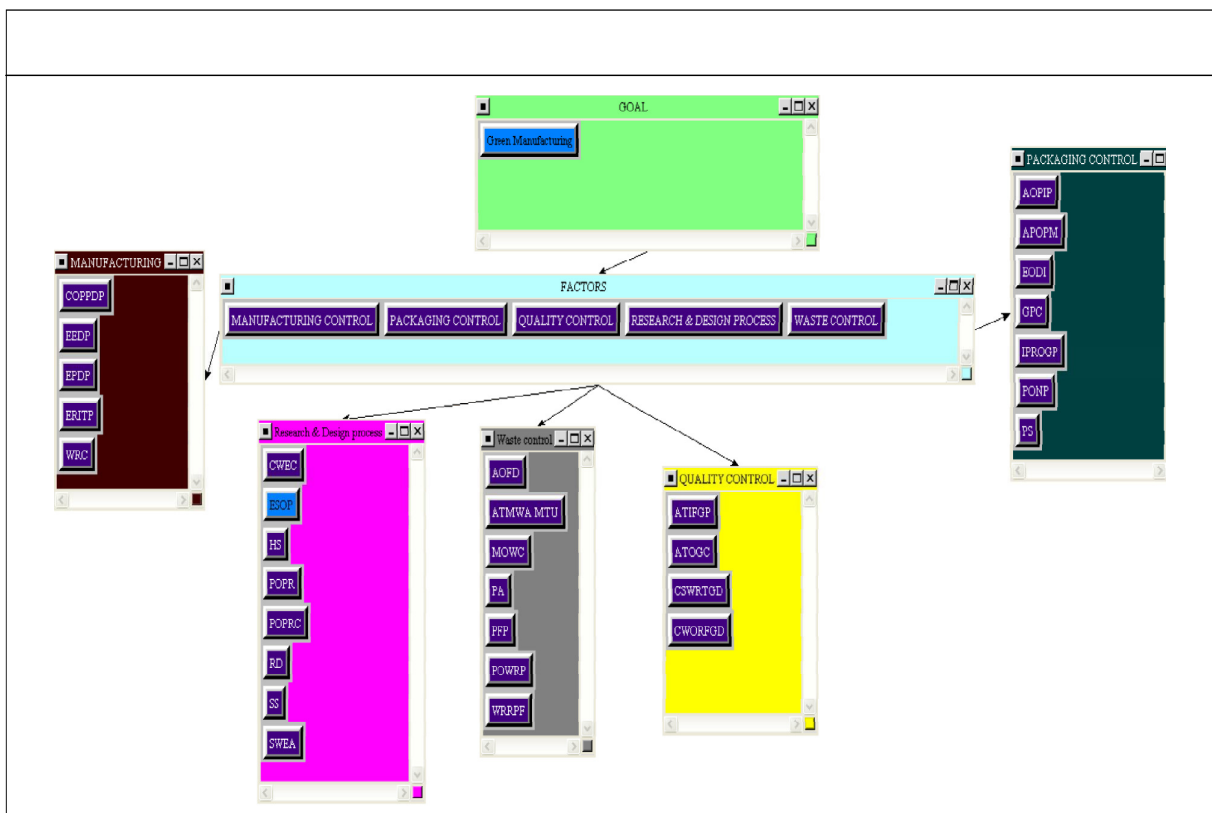 GOAL
Green Manufacturing
PACKAGING CONTROL
AOPIP
APOPM
EODI
GPC
IPROGP
PONP
PS
MANUFACTURING
COPPDP
EEDP
EPDP
ERITP
WRC
FACTORS
MANUFACTURING CONTROL PACKAGING CONTROL QUALITY CONTROL RESEARCH & DESIGN PROCESS WASTE CONTROL
Research & Design process
CWEC
ESOP
HS
POPR
POPRC
RD
SS
SWEA
Waste control
AOFD
ATMWA MTU
MOWC
PA
PFP
POWRP
WRRPF
QUALITY CONTROL
ATIFGP
ATOGC
CSWRTGD
CWORFGD